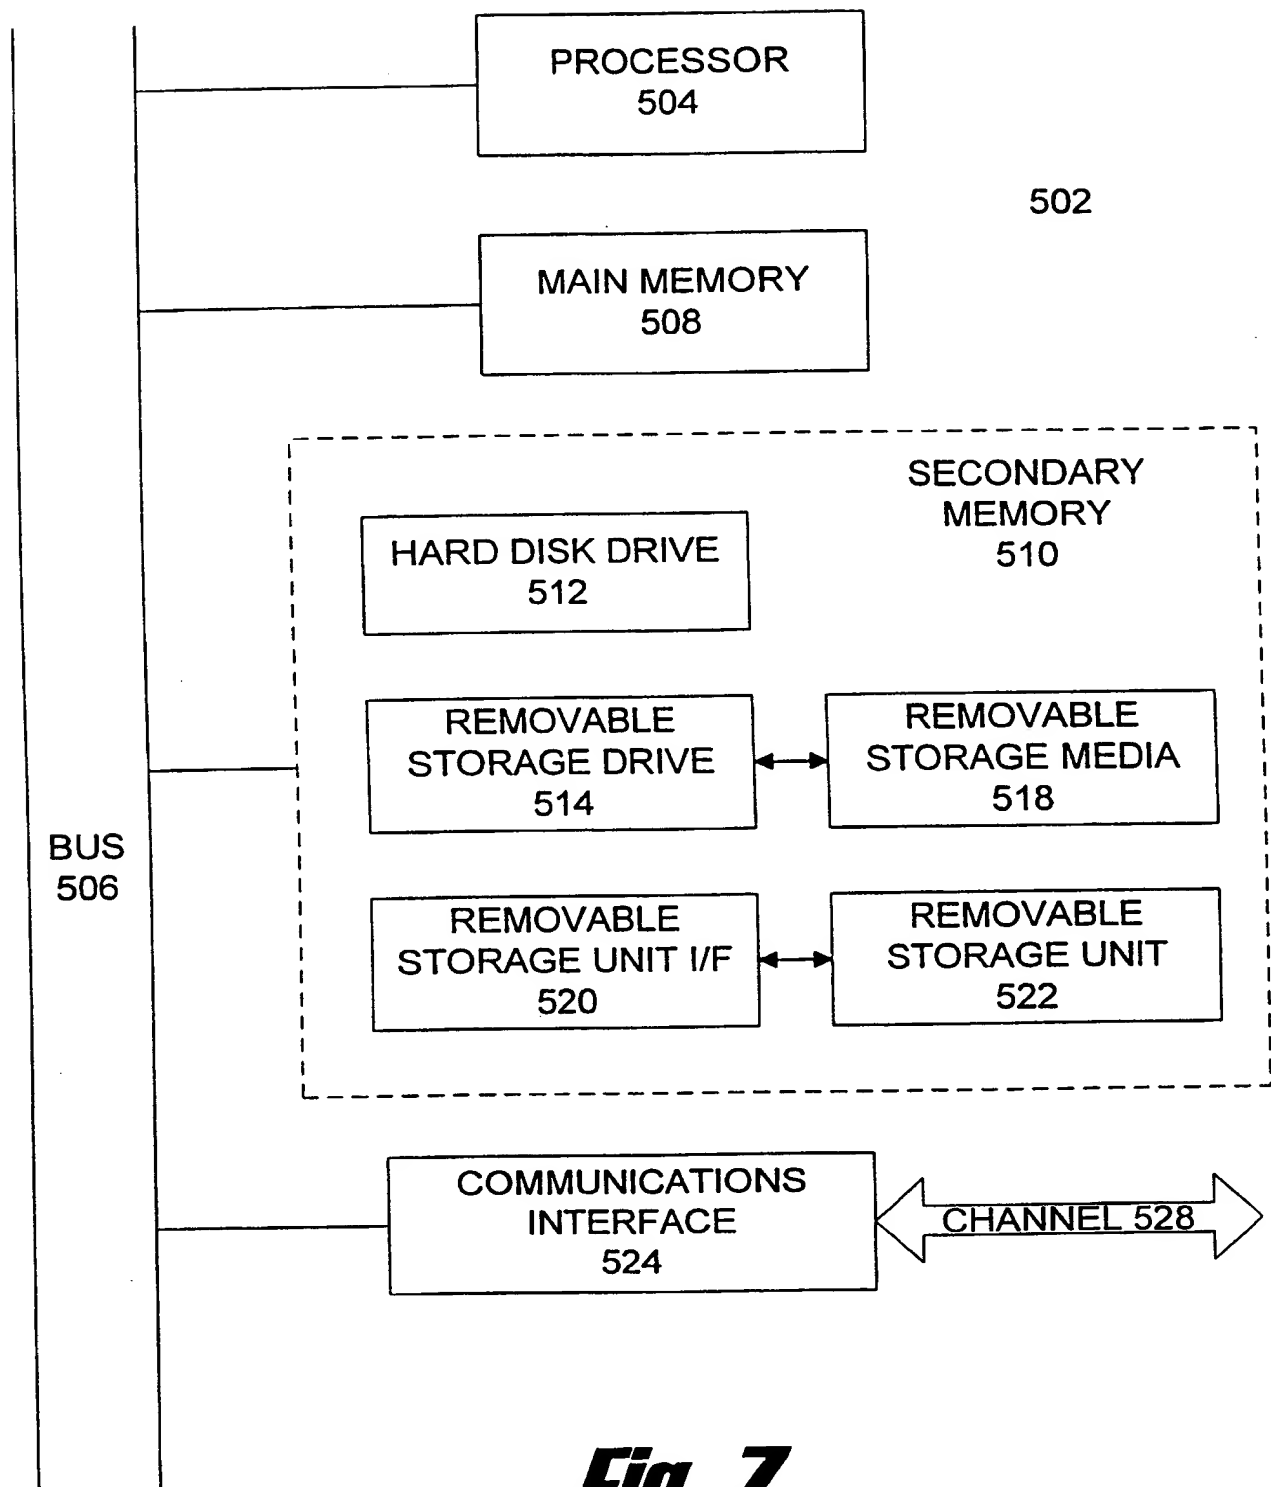 PROCESSOR
504
502
MAIN MEMORY
508
SECONDARY
MEMORY
510
HARD DISK DRIVE
512
REMOVABLE
STORAGE DRIVE
514
REMOVABLE
STORAGE MEDIA
518
BUS
506
REMOVABLE
STORAGE UNIT I/F
520
REMOVABLE
STORAGE UNIT
522
COMMUNICATIONS
INTERFACE
524
CHANNEL 528
Fig. 7